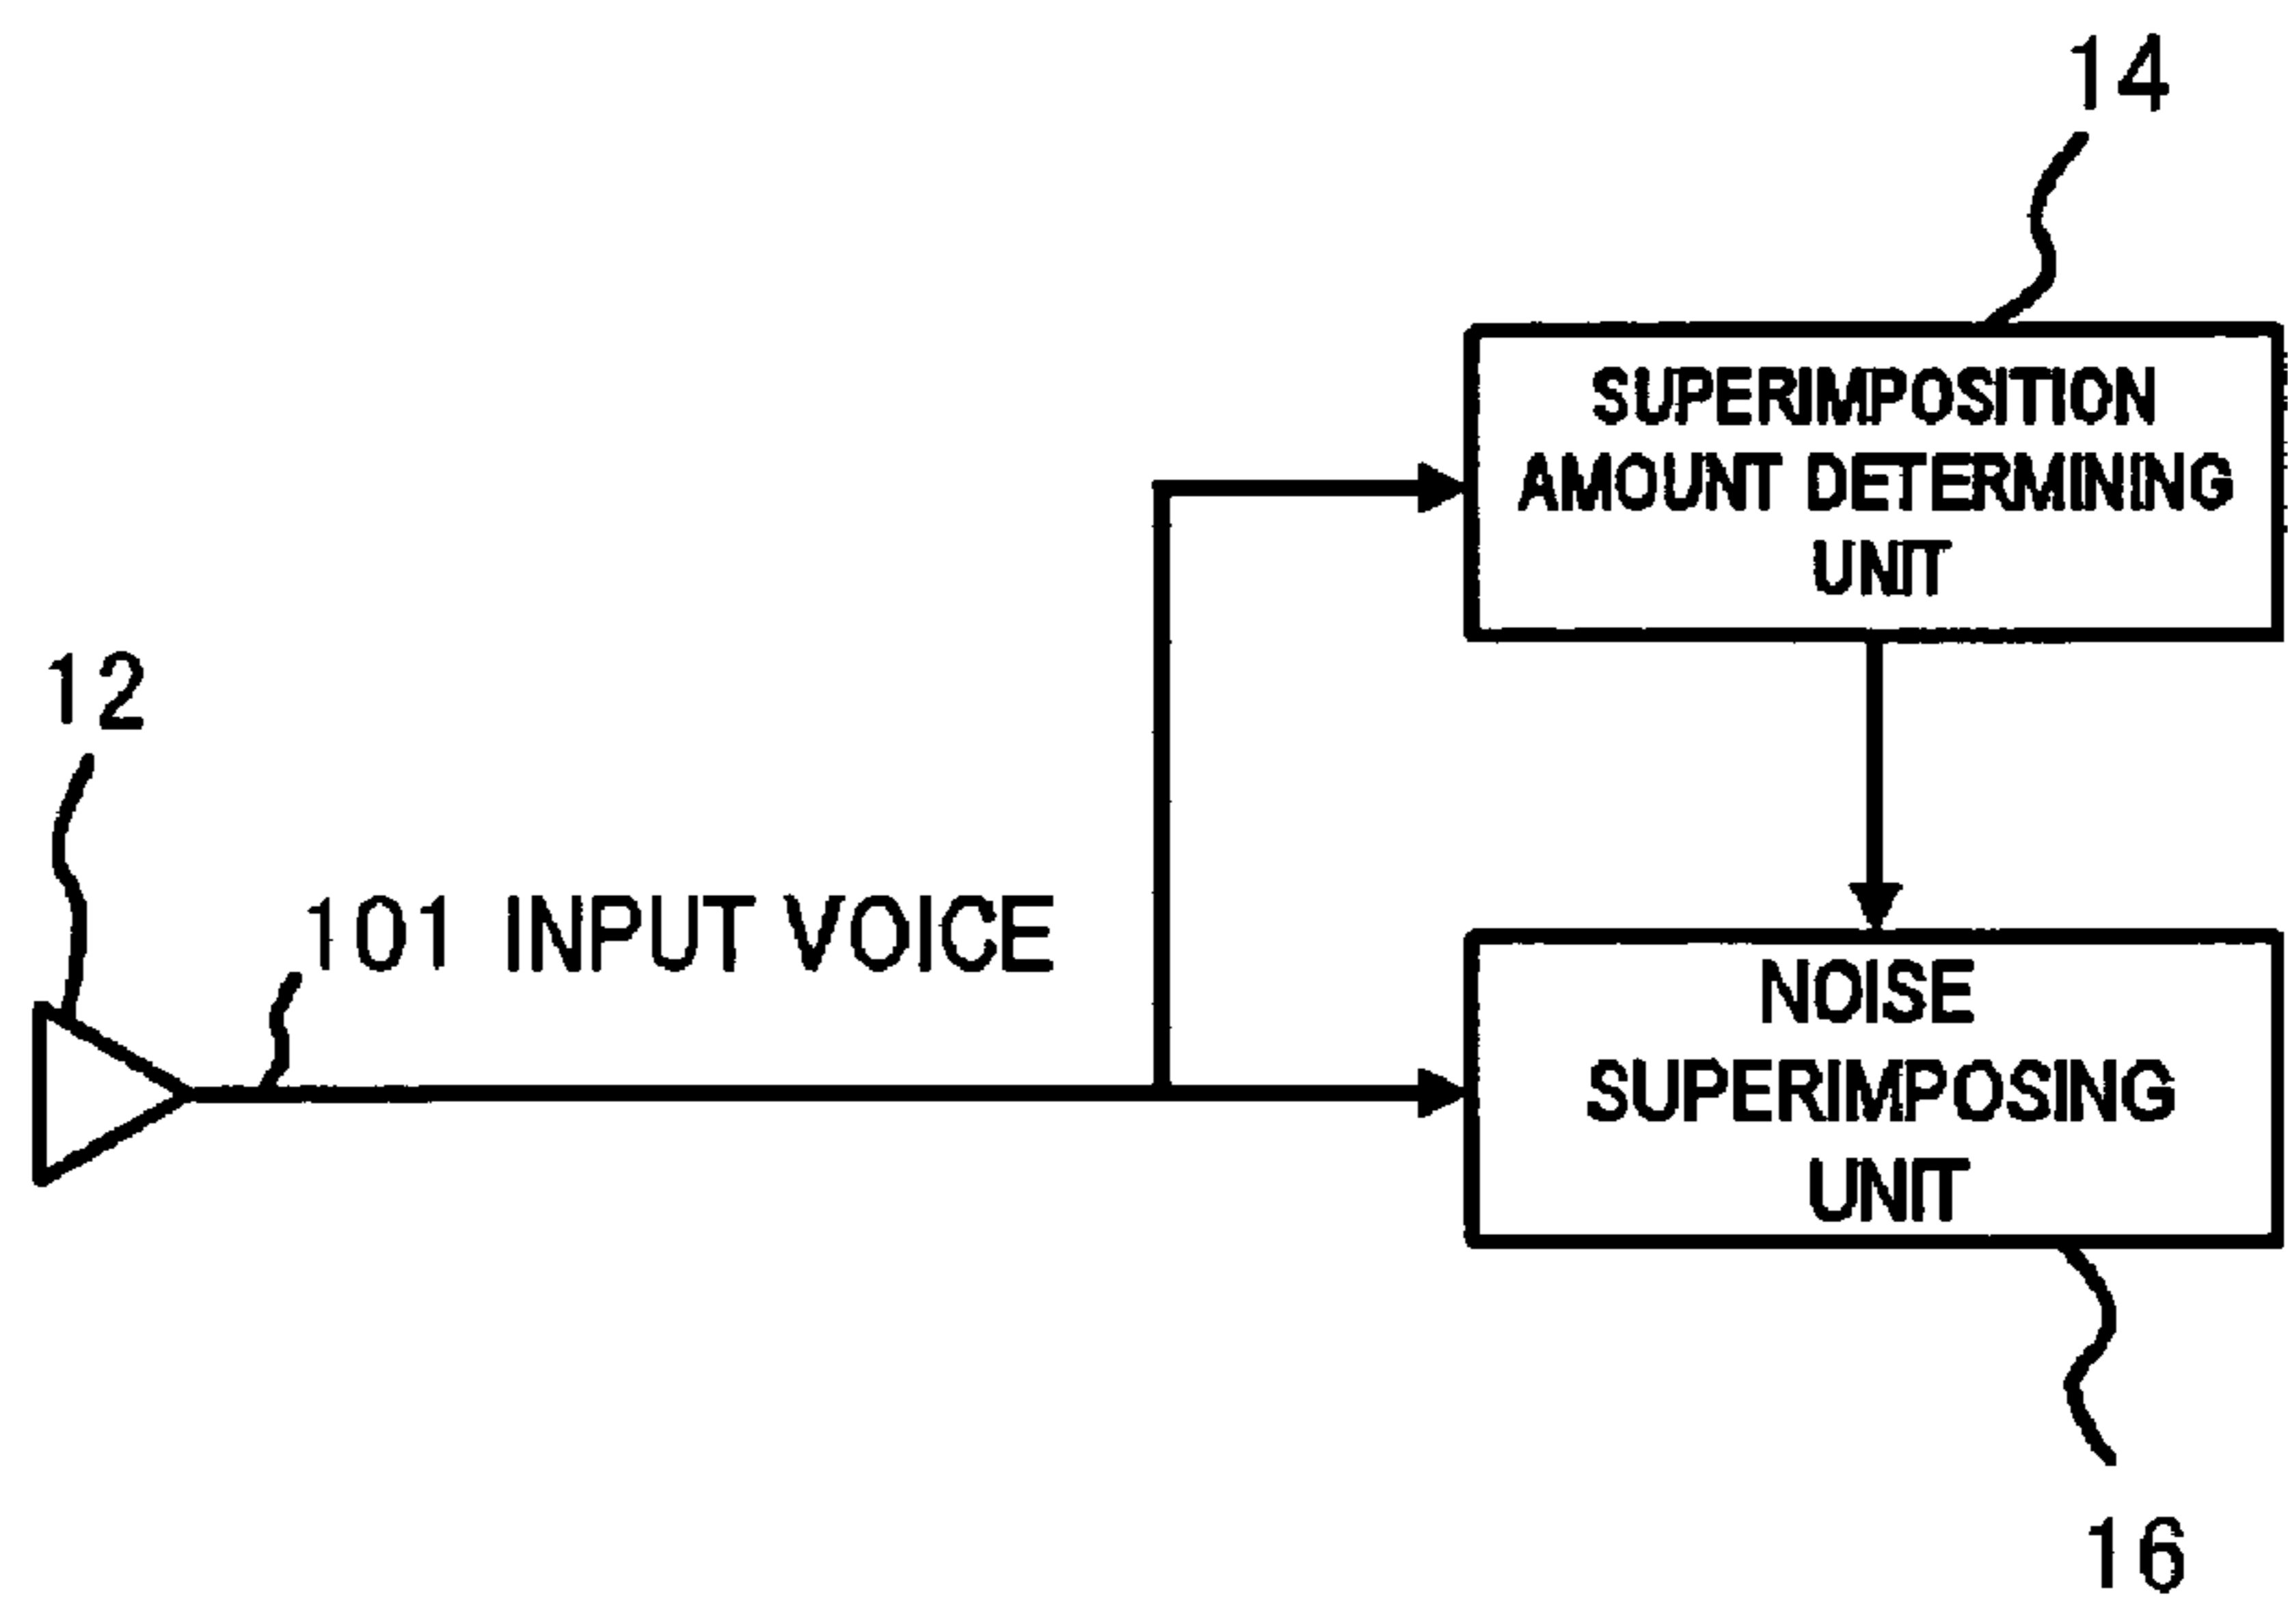 14
SUPERIMPOSITION
AMOUNT DETERMINING
UNIT
12
101 INPUT VOICE
NOISE
SUPERIMPOSING
UNIT
16